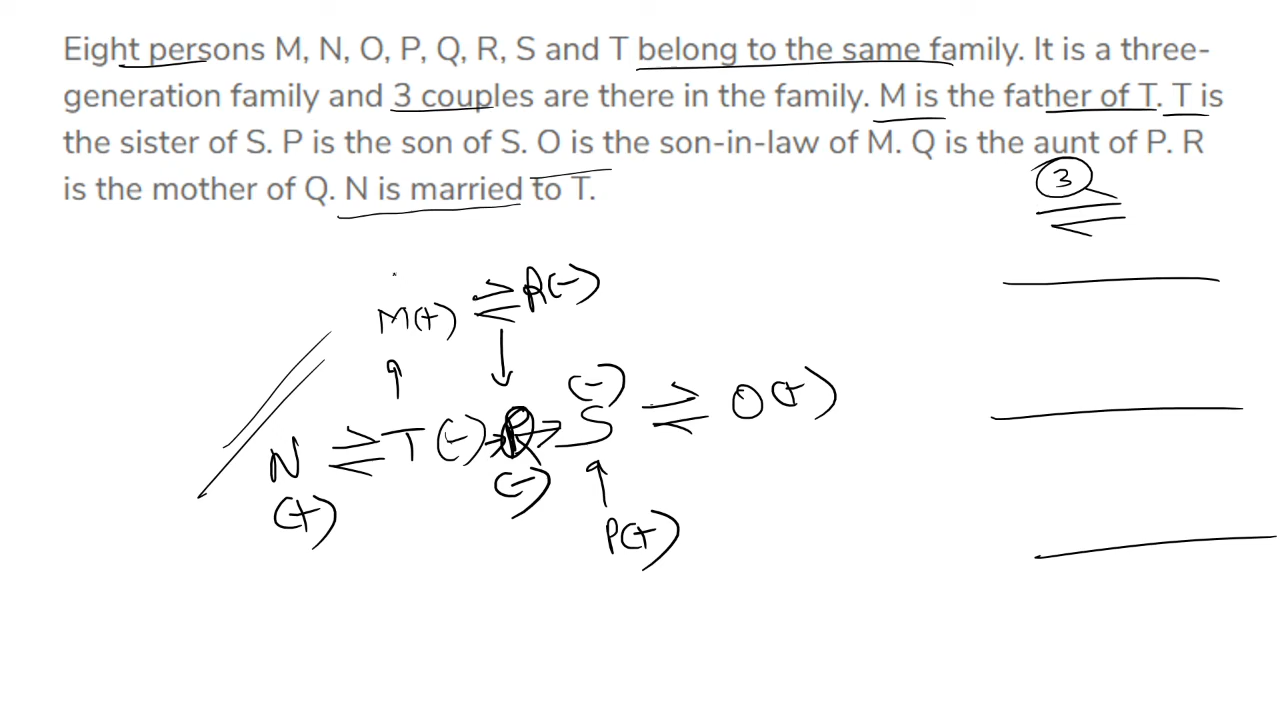 Eight persons M, N, O, P, Q, R, S and T belong to the same family. It is a three-
generation family and 3 couples are there in the family. M is the father of T. T is
the sister of S. P is the son of S. O is the son-in-law of M. Q is the aunt of P. R
is the mother of Q. N is married to T.
3
M(+) ⇌ R(-)
(-)
N ⇌ T (-) Q S ⇌ O(+)
(+) (-)
P(+)